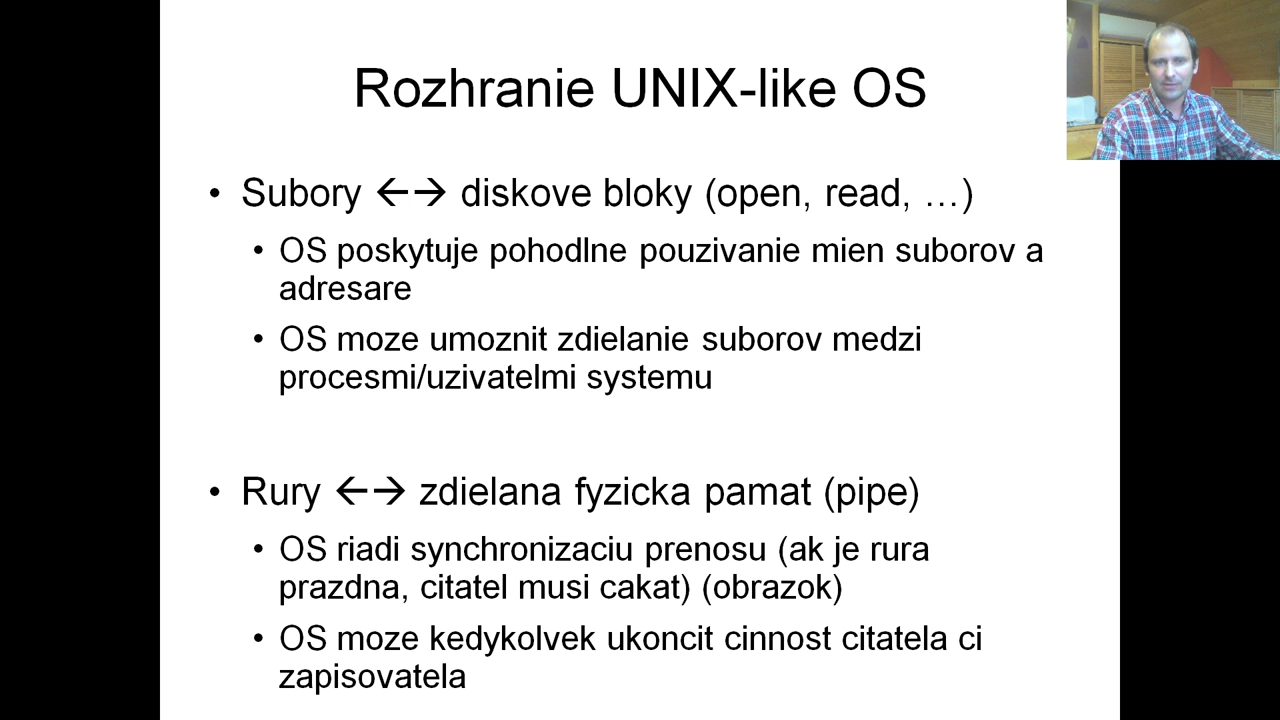 Rozhranie UNIX-like OS
• Subory ←→ diskove bloky (open, read, …)
• OS poskytuje pohodlne pouzivanie mien suborov a
adresare
• OS moze umoznit zdielanie suborov medzi
procesmi/uzivatelmi systemu
• Rury ←→ zdielana fyzicka pamat (pipe)
• OS riadi synchronizaciu prenosu (ak je rura
prazdna, citatel musi cakat) (obrazok)
• OS moze kedykolvek ukoncit cinnost citatela ci
zapisovatela